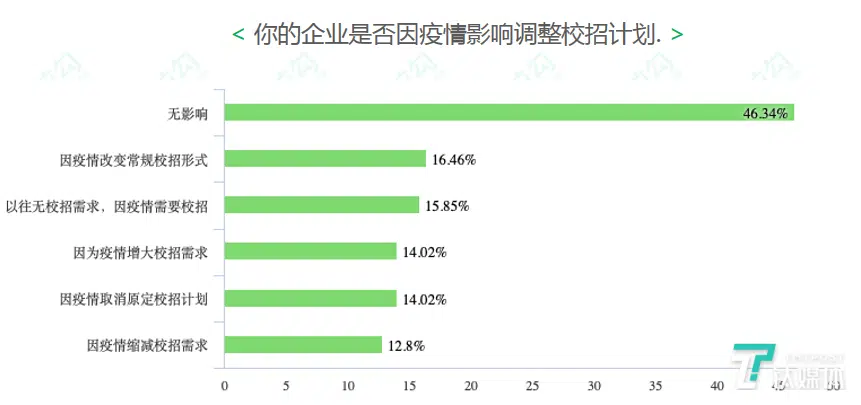 < 你的企业是否因疫情影响调整校招计划. >
无影响 46.34%
因疫情改变常规校招形式 16.46%
以往无校招需求，因疫情需要校招 15.85%
因为疫情增大校招需求 14.02%
因疫情取消原定校招计划 14.02%
因疫情缩减校招需求 12.8%
0 5 10 15 20 25 30 35 40 45 50
TMTPOST
钛媒体